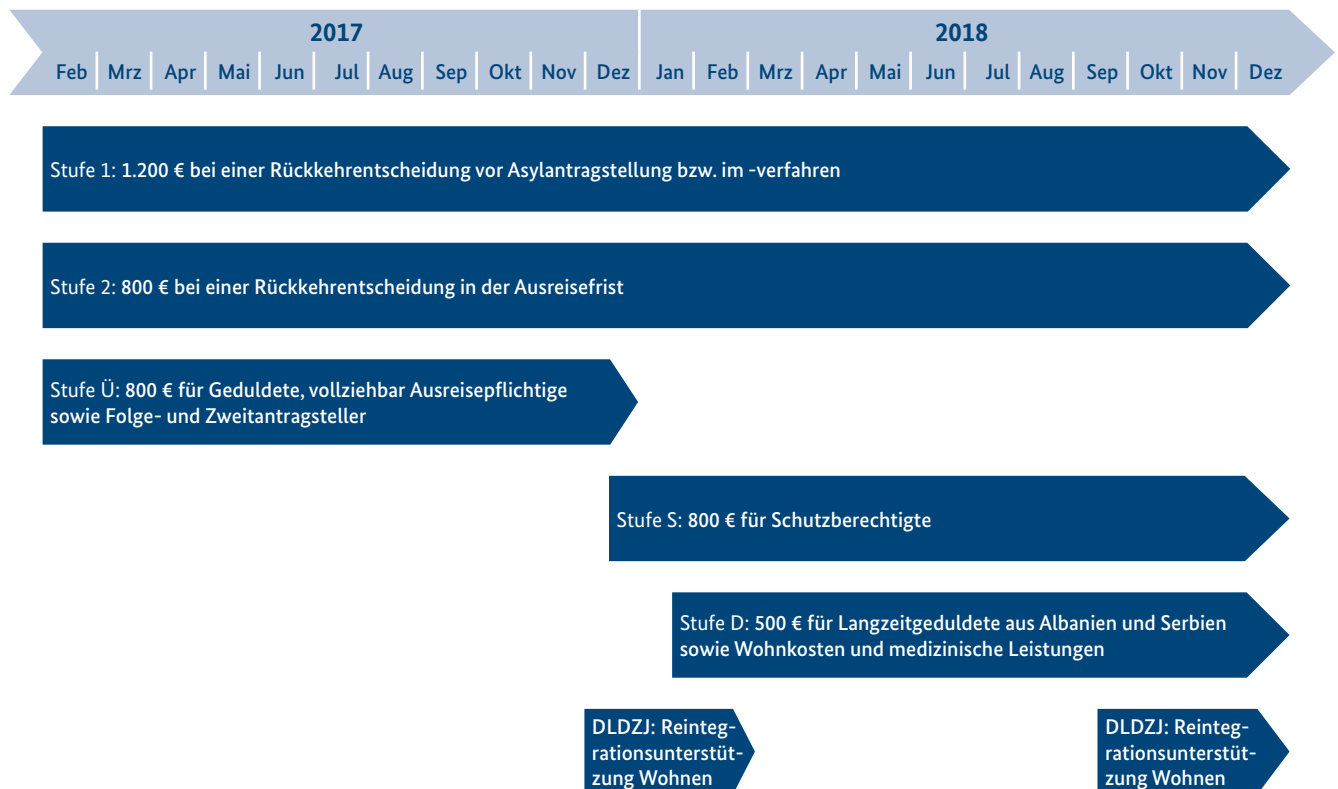 2017
2018
Feb Mrz Apr Mai Jun Jul Aug Sep Okt Nov Dez Jan Feb Mrz Apr Mai Jun Jul Aug Sep Okt Nov Dez
Stufe 1: 1.200 € bei einer Rückkehrentscheidung vor Asylantragstellung bzw. im -verfahren
Stufe 2: 800 € bei einer Rückkehrentscheidung in der Ausreisefrist
Stufe Ü: 800 € für Geduldete, vollziehbar Ausreisepflichtige
sowie Folge- und Zweitantragsteller
Stufe S: 800 € für Schutzberechtigte
Stufe D: 500 € für Langzeitgeduldete aus Albanien und Serbien
sowie Wohnkosten und medizinische Leistungen
DLDZJ: Reinteg-
rationsunterstüt-
zung Wohnen
DLDZJ: Reinteg-
rationsunterstüt-
zung Wohnen